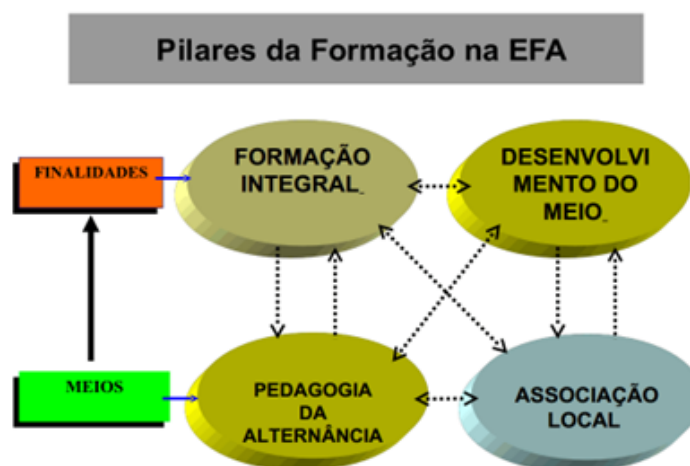 Pilares da Formação na EFA
FINALIDADES
FORMAÇÃO
INTEGRAL
DESENVOLVI
MENTO DO
MEIO
MEIOS
PEDAGOGIA
DA
ALTERNÂNCIA
ASSOCIAÇÃO
LOCAL